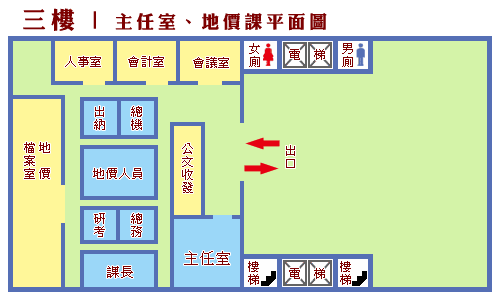 三樓 | 主任室、地價課平面圖
人事室
會計室
會議室
女廁
電梯
男廁
出納
總機
地價檔案室
地價人員
公文收發
出口
研考
總務
課長
主任室
樓梯
電梯
樓梯